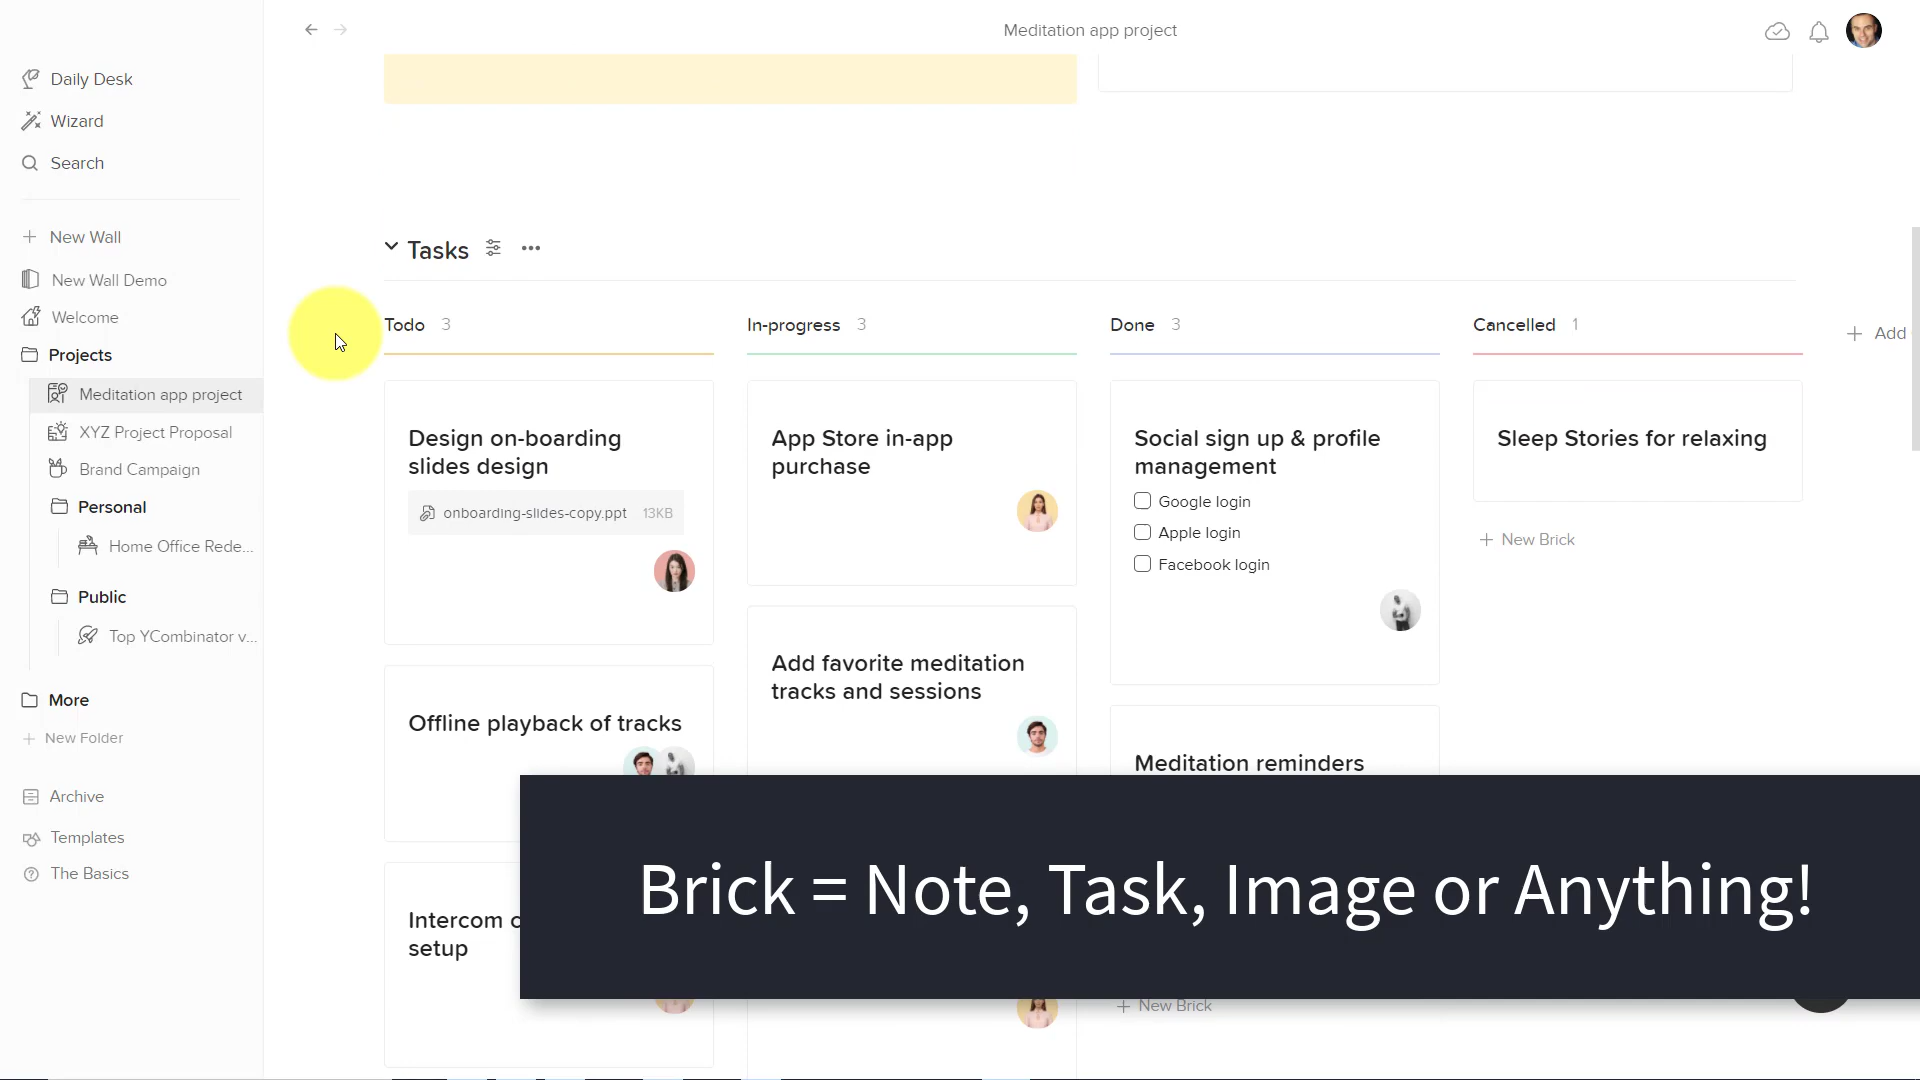 Meditation app project
Daily Desk
Wizard
Search
New Wall
New Wall Demo
Welcome
Projects
Meditation app project
XYZ Project Proposal
Brand Campaign
Personal
Home Office Rede...
Public
Top YCombinator v...
More
New Folder
Archive
Templates
The Basics
Tasks
Todo 3
Design on-boarding
slides design
onboarding-slides-copy.ppt 13KB
Offline playback of tracks
Intercom
setup
In-progress 3
App Store in-app
purchase
Add favorite meditation
tracks and sessions
Done 3
Social sign up & profile
management
Google login
Apple login
Facebook login
Meditation reminders
New Brick
Cancelled 1
Sleep Stories for relaxing
New Brick
Add
Brick = Note, Task, Image or Anything!